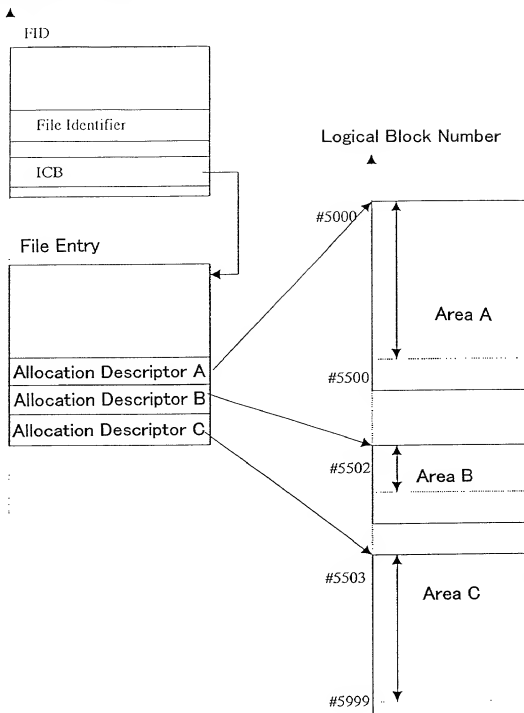 FID
File Identifier
ICB
File Entry
Allocation Descriptor A
Allocation Descriptor B
Allocation Descriptor C
Logical Block Number
#5000
Area A
#5500
#5502
Area B
#5503
Area C
#5999